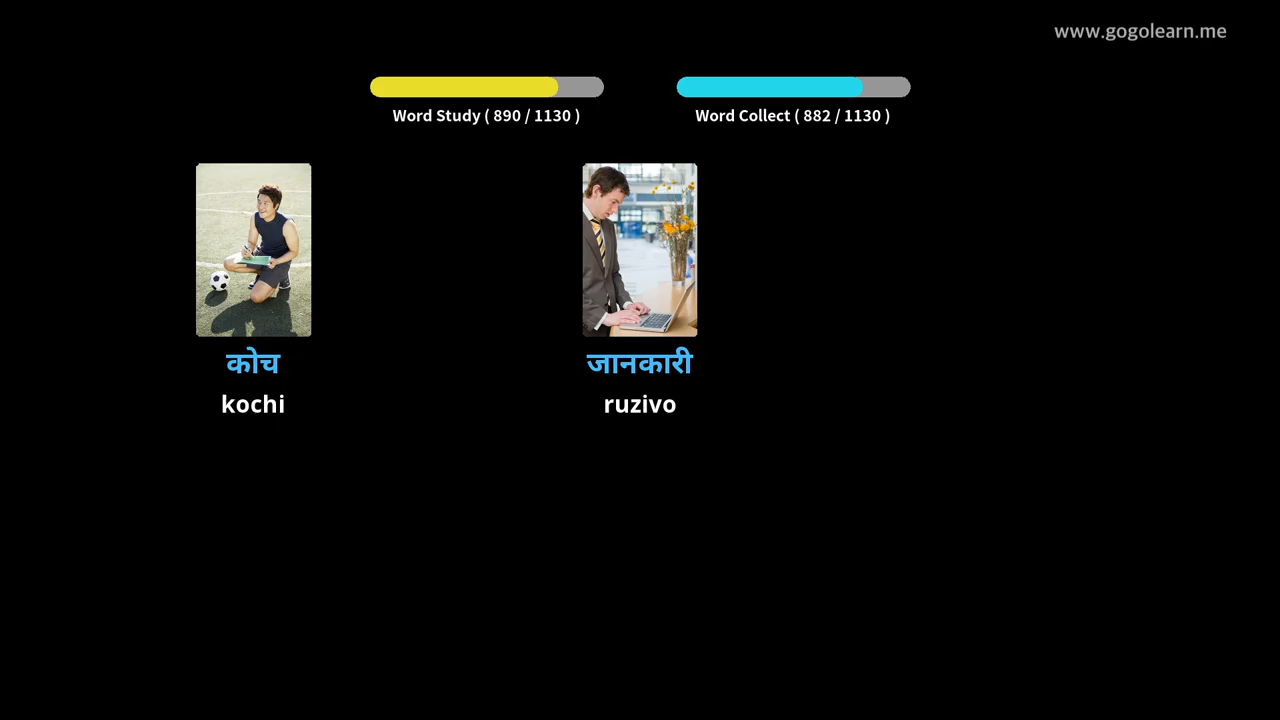 www.gogolearn.me
Word Study ( 890 / 1130 )
Word Collect ( 882 / 1130 )
कोच
kochi
जानकारी
ruzivo